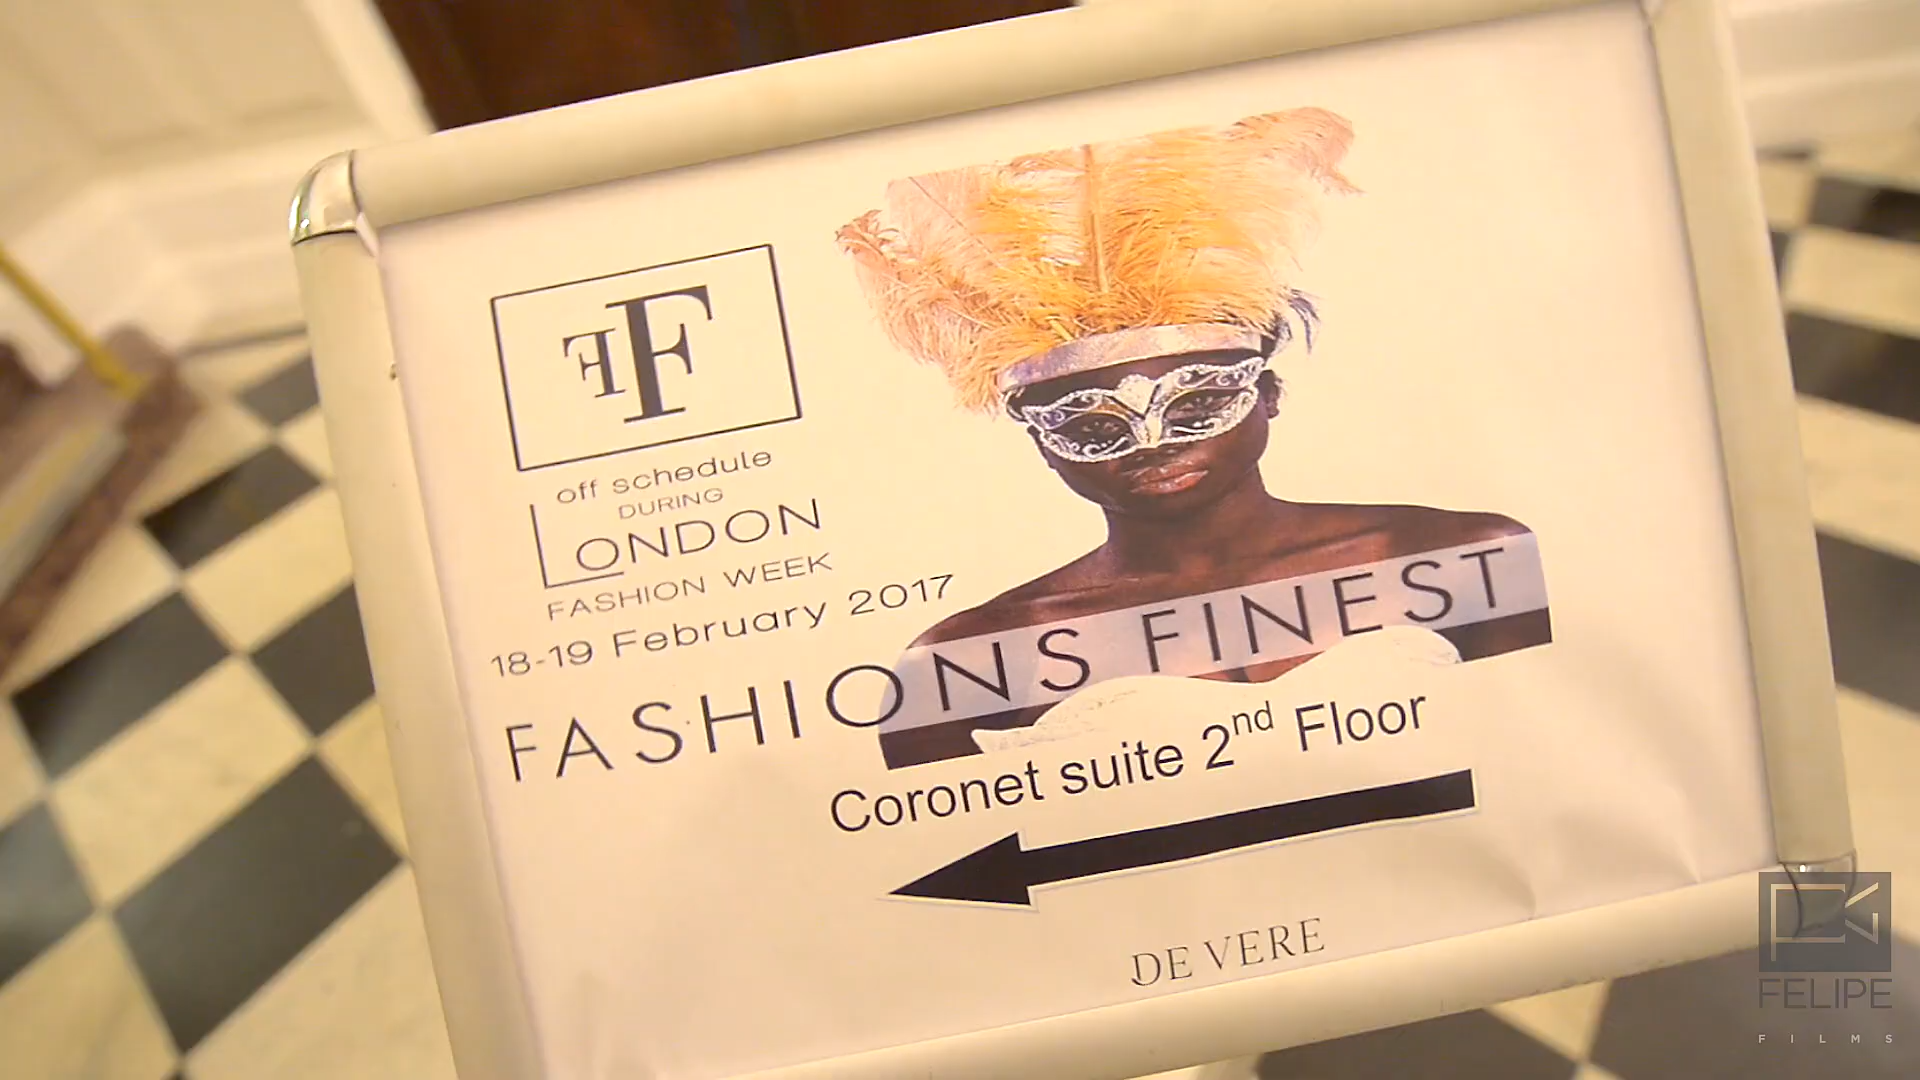 FF
off schedule
DURING
LONDON
FASHION WEEK
18-19 February 2017
FASHIONS FINEST
Coronet suite 2nd Floor
DE VERE
FELIPE
FILMS